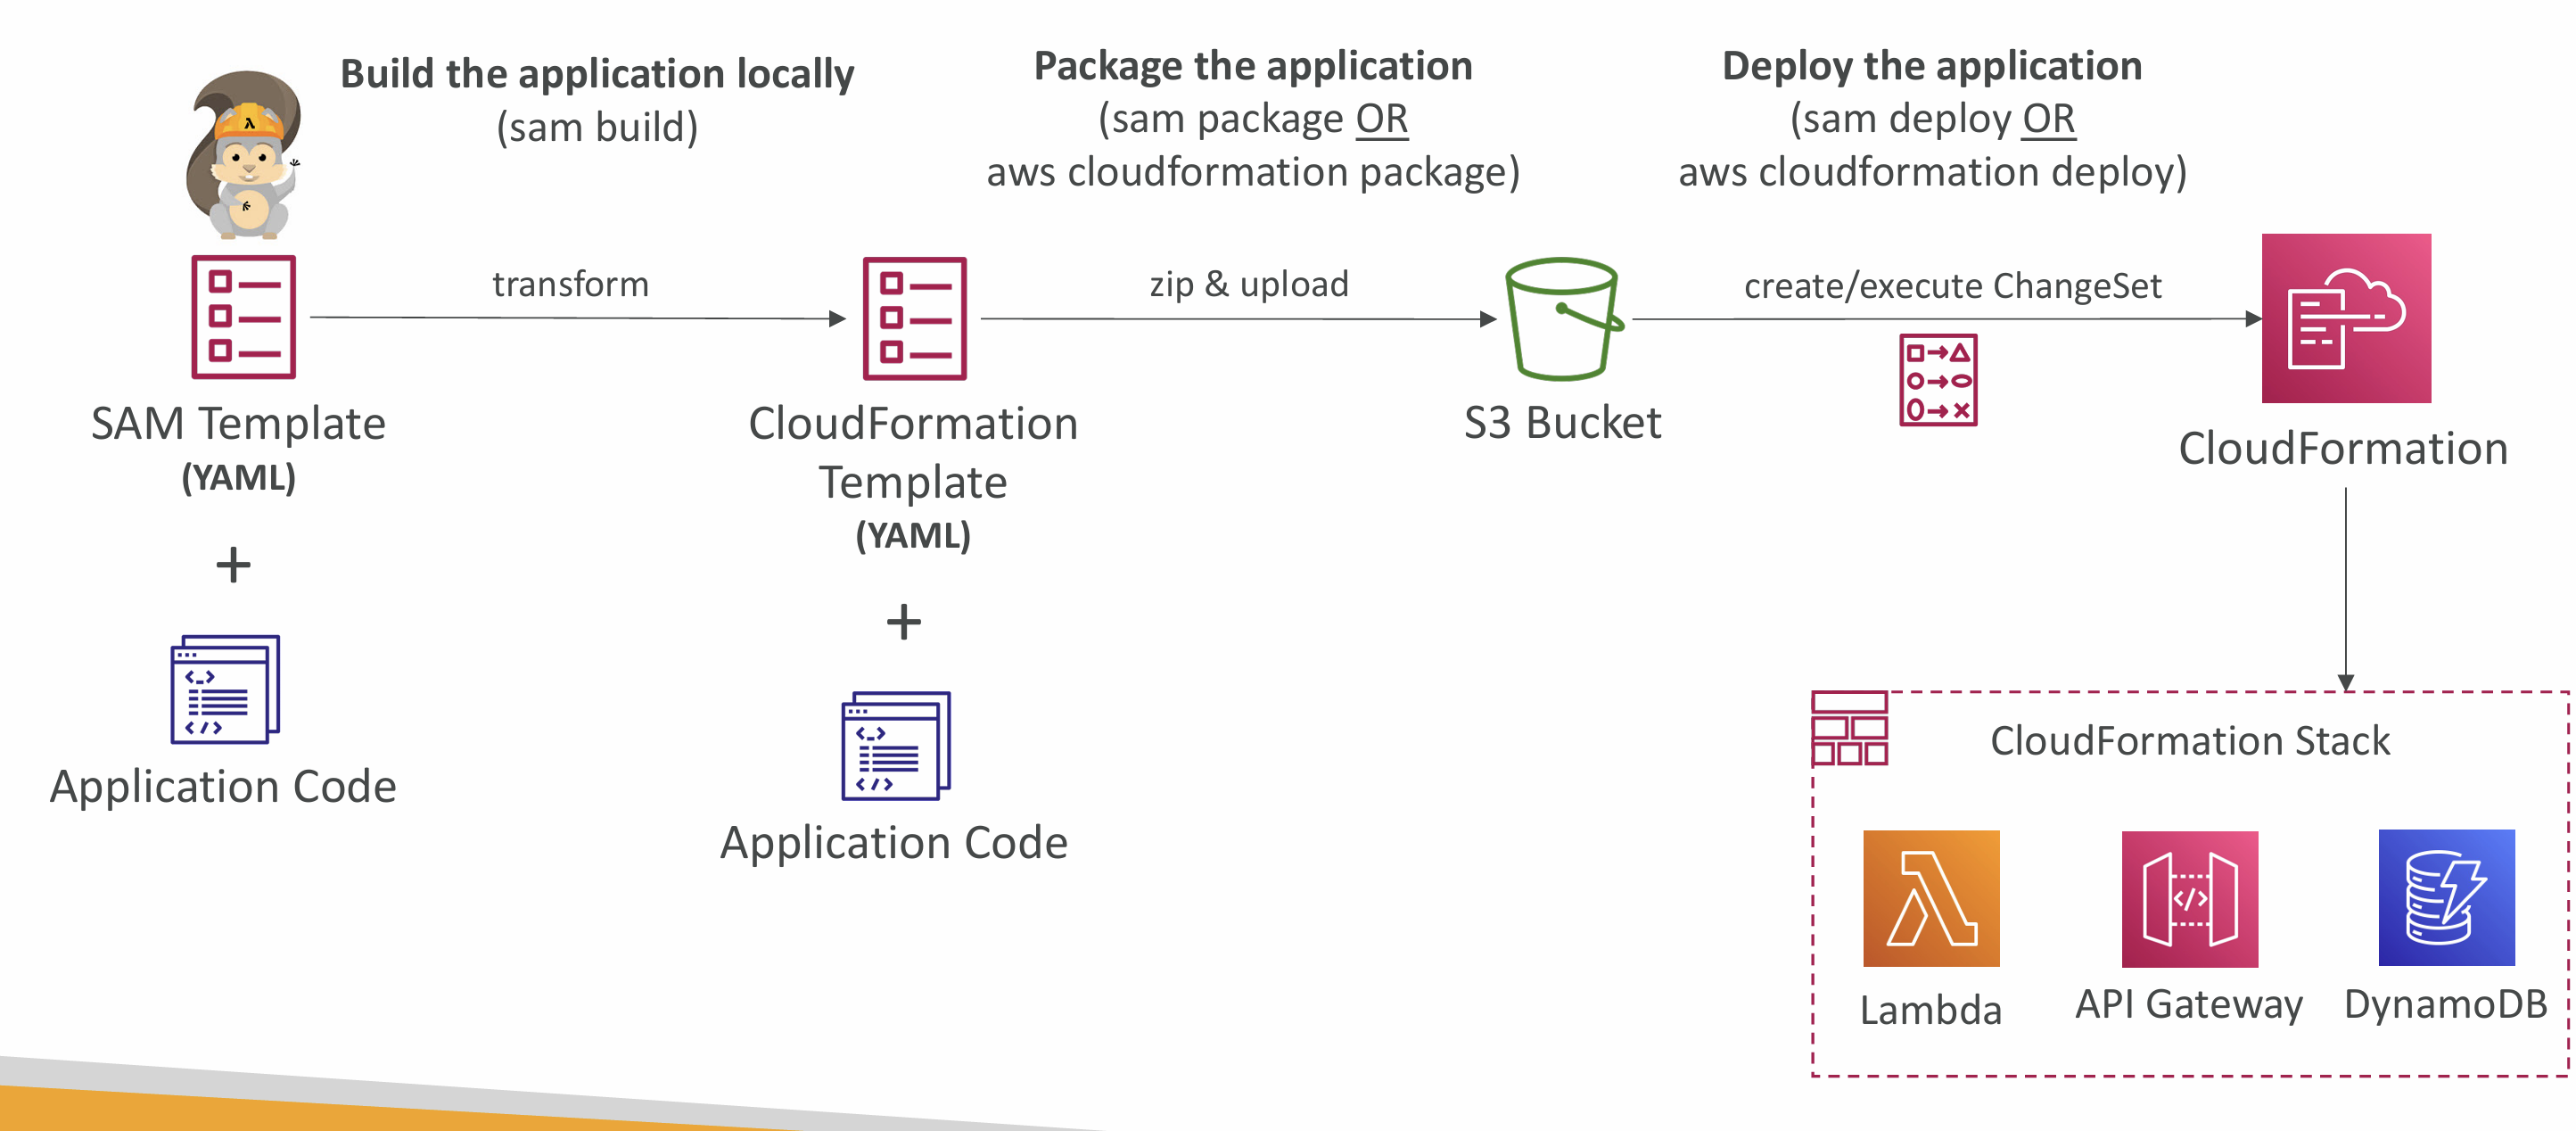 Build the application locally
(sam build)
Package the application
(sam package OR
aws cloudformation package)
Deploy the application
(sam deploy OR
aws cloudformation deploy)
transform
zip & upload
create/execute ChangeSet
SAM Template
(YAML)
+
Application Code
CloudFormation
Template
(YAML)
+
Application Code
S3 Bucket
CloudFormation
CloudFormation Stack
Lambda
API Gateway
DynamoDB